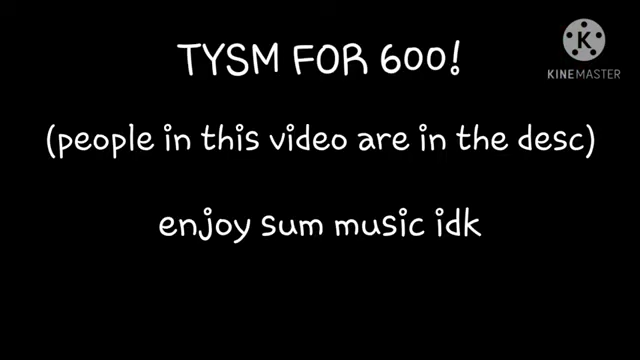 TYSM FOR 600!
KINEMASTER
(people in this video are in the desc)
enjoy sum music idk